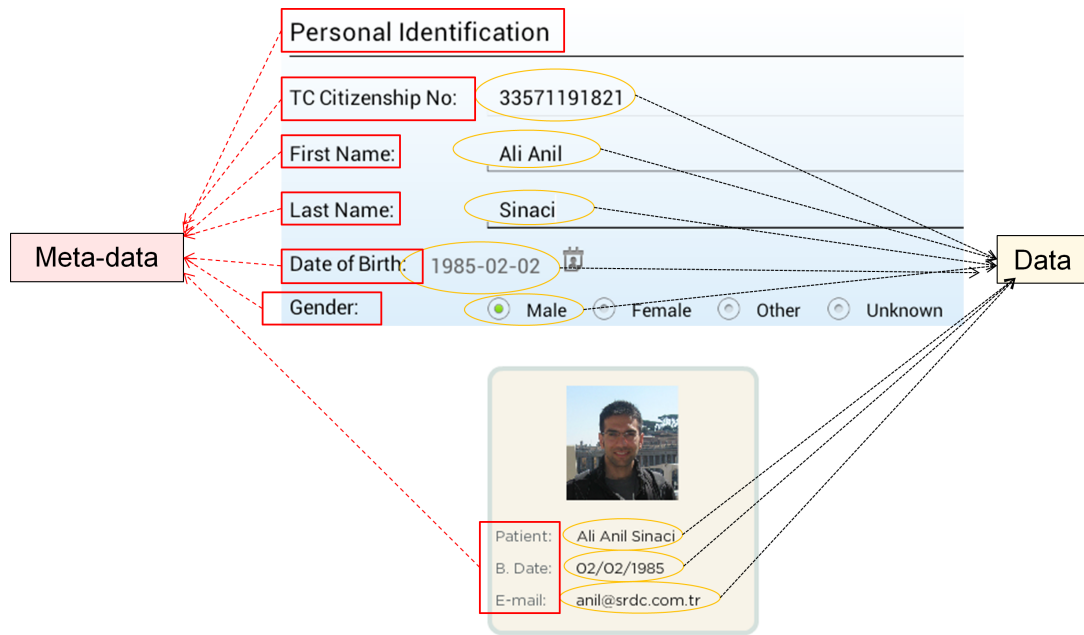 Personal Identification
TC Citizenship No: 33571191821
First Name: Ali Anil
Last Name: Sinaci
Meta-data
Date of Birth: 1985-02-02
Data
Gender: Male Female Other Unknown
Patient: Ali Anil Sinaci
B. Date: 02/02/1985
E-mail: anil@srdc.com.tr